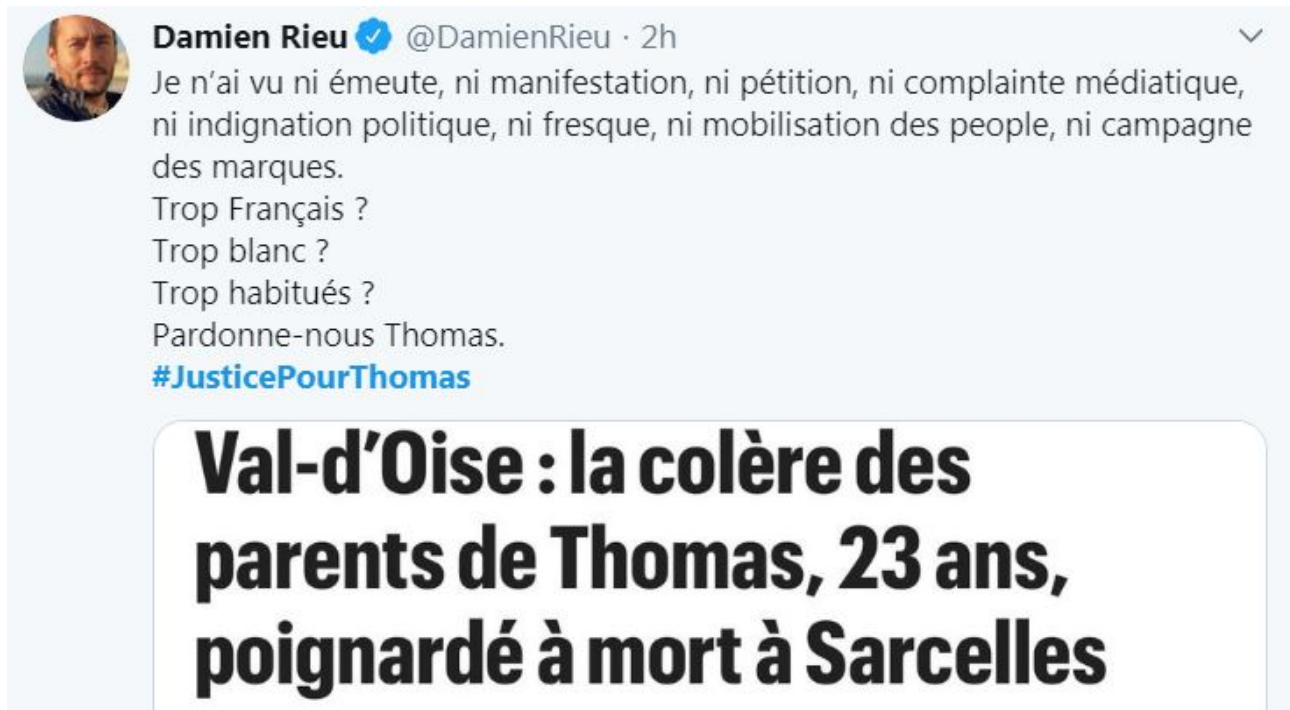 Damien Rieu @DamienRieu · 2h
Je n’ai vu ni émeute, ni manifestation, ni pétition, ni complainte médiatique,
ni indignation politique, ni fresque, ni mobilisation des people, ni campagne
des marques.
Trop Français ?
Trop blanc ?
Trop habitués ?
Pardonne-nous Thomas.
#JusticePourThomas
Val-d’Oise : la colère des
parents de Thomas, 23 ans,
poignardé à mort à Sarcelles